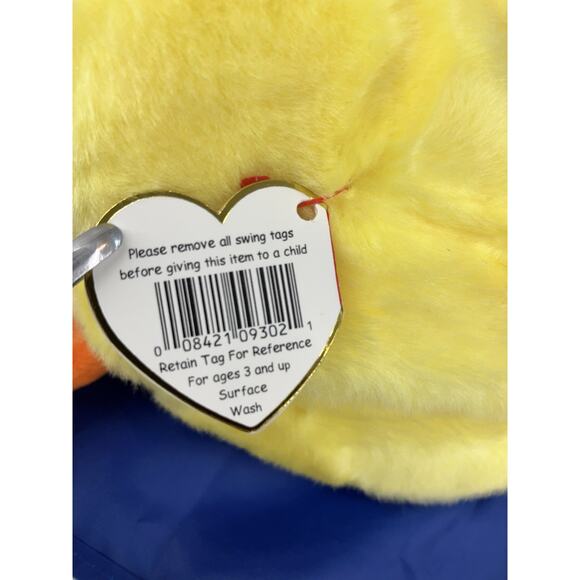 Please remove all swing tags
before giving this item to a child
0 08421 09302 1
Retain Tag For Reference
For ages 3 and up
Surface
Wash